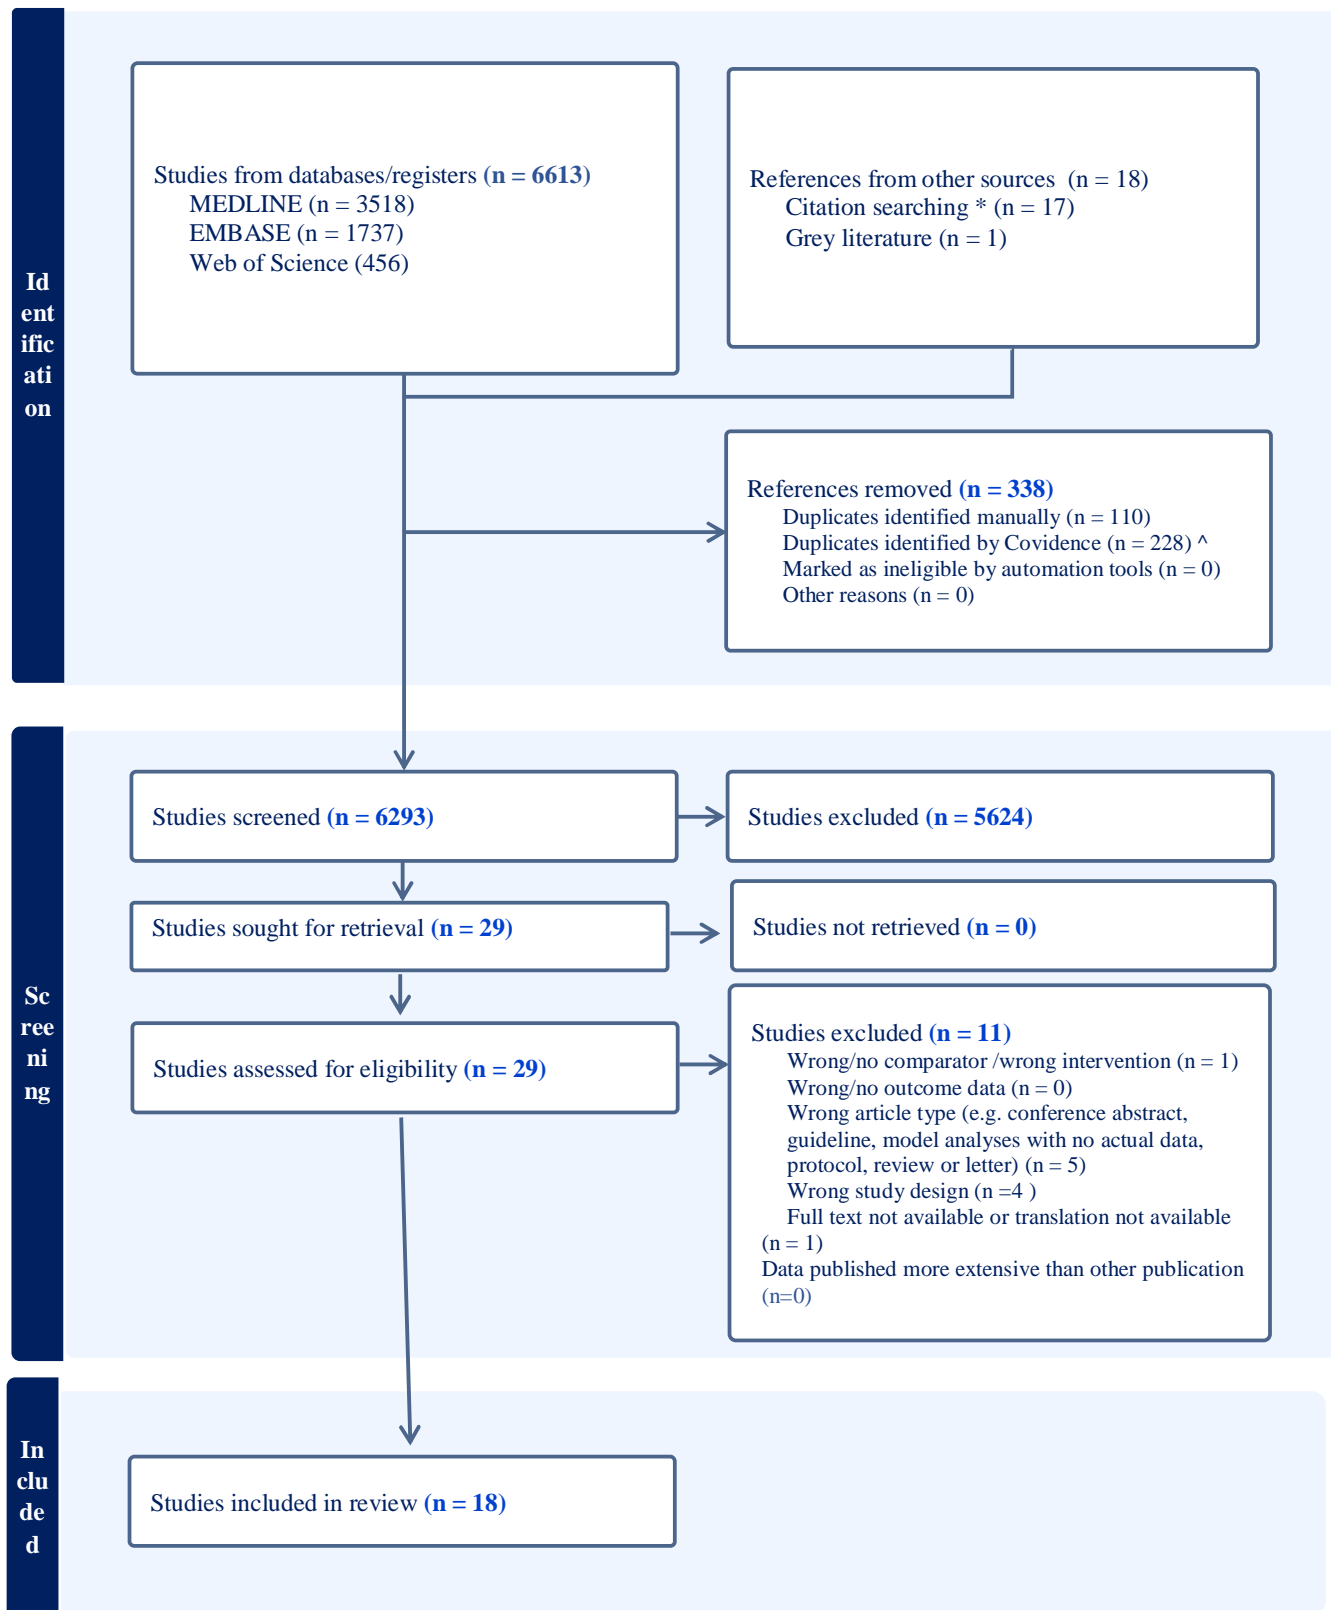 Id
ent
ific
ati
on
Studies from databases/registers (n = 6613)
MEDLINE (n = 3518)
EMBASE (n = 1737)
Web of Science (456)
References from other sources (n = 18)
Citation searching * (n = 17)
Grey literature (n = 1)
References removed (n = 338)
Duplicates identified manually (n = 110)
Duplicates identified by Covidence (n = 228) ^
Marked as ineligible by automation tools (n = 0)
Other reasons (n = 0)
Sc
ree
ni
ng
Studies screened (n = 6293)
Studies excluded (n = 5624)
Studies sought for retrieval (n = 29)
Studies not retrieved (n = 0)
Studies assessed for eligibility (n = 29)
Studies excluded (n = 11)
Wrong/no comparator /wrong intervention (n = 1)
Wrong/no outcome data (n = 0)
Wrong article type (e.g. conference abstract,
guideline, model analyses with no actual data,
protocol, review or letter) (n = 5)
Wrong study design (n =4 )
Full text not available or translation not available
(n = 1)
Data published more extensive than other publication
(n=0)
In
clu
de
d
Studies included in review (n = 18)